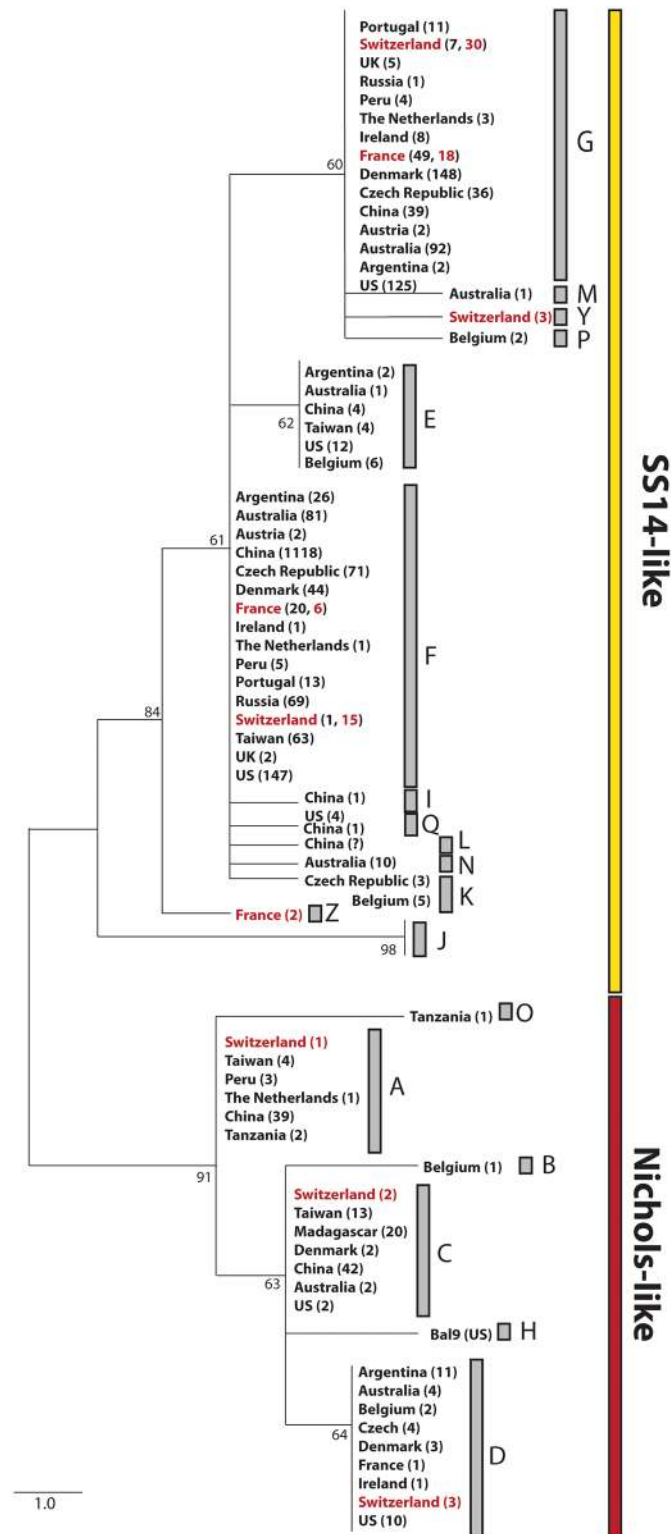 Portugal (11)
Switzerland (7, 30)
UK (5)
Russia (1)
Peru (4)
The Netherlands (3)
Ireland (8)
France (49, 18)
Denmark (148)
Czech Republic (36)
China (39)
Austria (2)
Australia (92)
Argentina (2)
US (125)
G
60
Australia (1)
M
Switzerland (3)
Y
Belgium (2)
P
Argentina (2)
Australia (1)
China (4)
Taiwan (4)
US (12)
Belgium (6)
E
62
Argentina (26)
Australia (81)
Austria (2)
China (1118)
Czech Republic (71)
Denmark (44)
France (20, 6)
Ireland (1)
The Netherlands (1)
Peru (5)
Portugal (13)
Russia (69)
Switzerland (1, 15)
Taiwan (63)
UK (2)
US (147)
F
61
China (1)
I
US (4)
China (1)
Q
China (?)
L
Australia (10)
N
Czech Republic (3)
Belgium (5)
K
84
France (2)
Z
98
J
SS14-like
Tanzania (1)
O
Switzerland (1)
Taiwan (4)
Peru (3)
The Netherlands (1)
China (39)
Tanzania (2)
A
91
Belgium (1)
B
Switzerland (2)
Taiwan (13)
Madagascar (20)
Denmark (2)
China (42)
Australia (2)
US (2)
C
63
Bal9 (US)
H
Argentina (11)
Australia (4)
Belgium (2)
Czech (4)
Denmark (3)
France (1)
Ireland (1)
Switzerland (3)
US (10)
D
64
Nichols-like
1.0